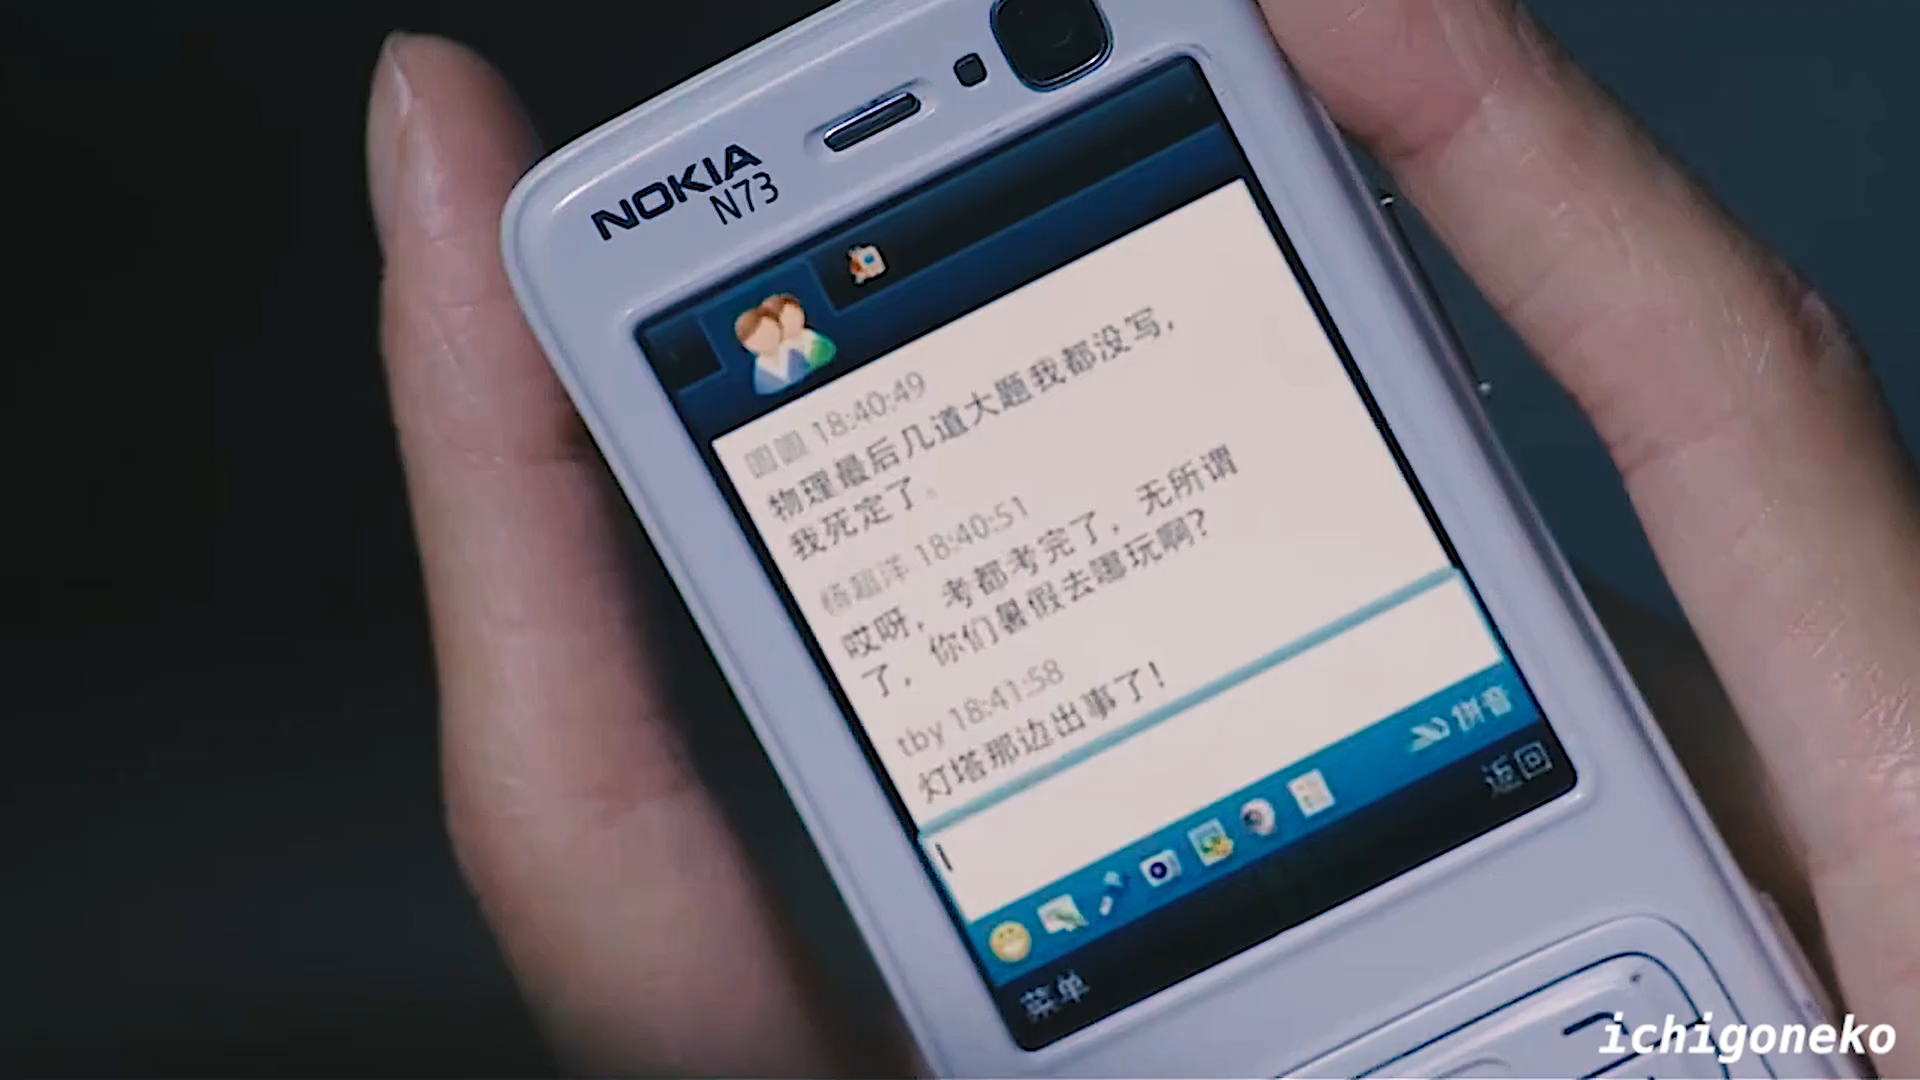 NOKIA
N73
圆圆 18:40:49
物理最后几道大题我都没写,
我死定了。
杨超洋 18:40:51
哎呀，考都考完了，无所谓
了，你们暑假去哪玩啊?
tby 18:41:58
灯塔那边出事了!
拼音
菜单
返回
ichigoneko